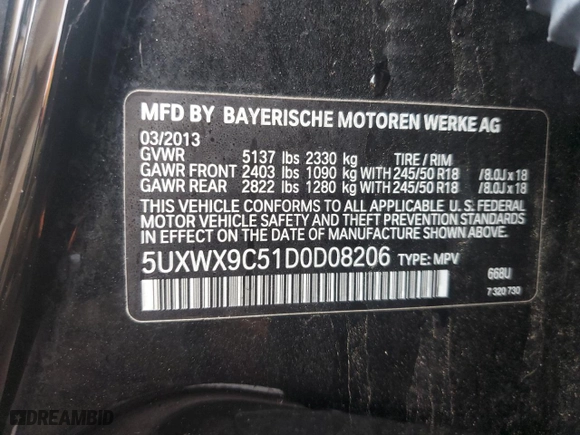 MFD BY BAYERISCHE MOTOREN WERKE AG
03/2013
GVWR 5137 lbs 2330 kg TIRE / RIM
GAWR FRONT 2403 lbs 1090 kg WITH 245/50 R18 /8.0J x 18
GAWR REAR 2822 lbs 1280 kg WITH 245/50 R18 /8.0J x 18
THIS VEHICLE CONFORMS TO ALL APPLICABLE U. S. FEDERAL
MOTOR VEHICLE SAFETY AND THEFT PREVENTION STANDARDS
IN EFFECT ON THE DATE OF MANUFACTURE SHOWN ABOVE.
5UXWX9C51D0D08206 TYPE: MPV
668U
7 320 730
DREAMBID